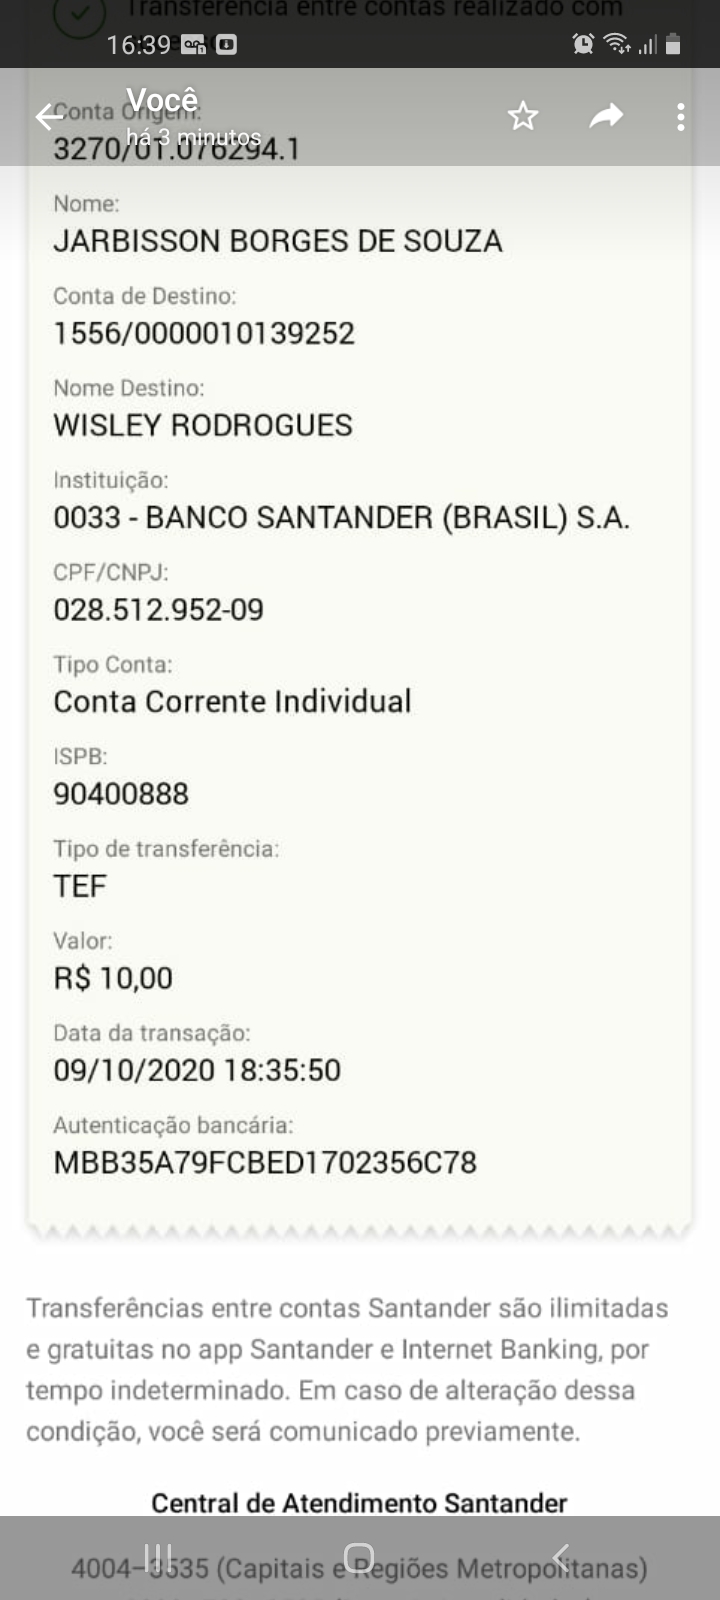 Transferência entre contas realizado com
16:39
Você
há 3 minutos
Conta Origem:
3270/01.076294.1
Nome:
JARBISSON BORGES DE SOUZA
Conta de Destino:
1556/0000010139252
Nome Destino:
WISLEY RODROGUES
Instituição:
0033 - BANCO SANTANDER (BRASIL) S.A.
CPF/CNPJ:
028.512.952-09
Tipo Conta:
Conta Corrente Individual
ISPB:
90400888
Tipo de transferência:
TEF
Valor:
R$ 10,00
Data da transação:
09/10/2020 18:35:50
Autenticação bancária:
MBB35A79FCBED1702356C78
Transferências entre contas Santander são ilimitadas
e gratuitas no app Santander e Internet Banking, por
tempo indeterminado. Em caso de alteração dessa
condição, você será comunicado previamente.
Central de Atendimento Santander
4004–3535 (Capitais e Regiões Metropolitanas)